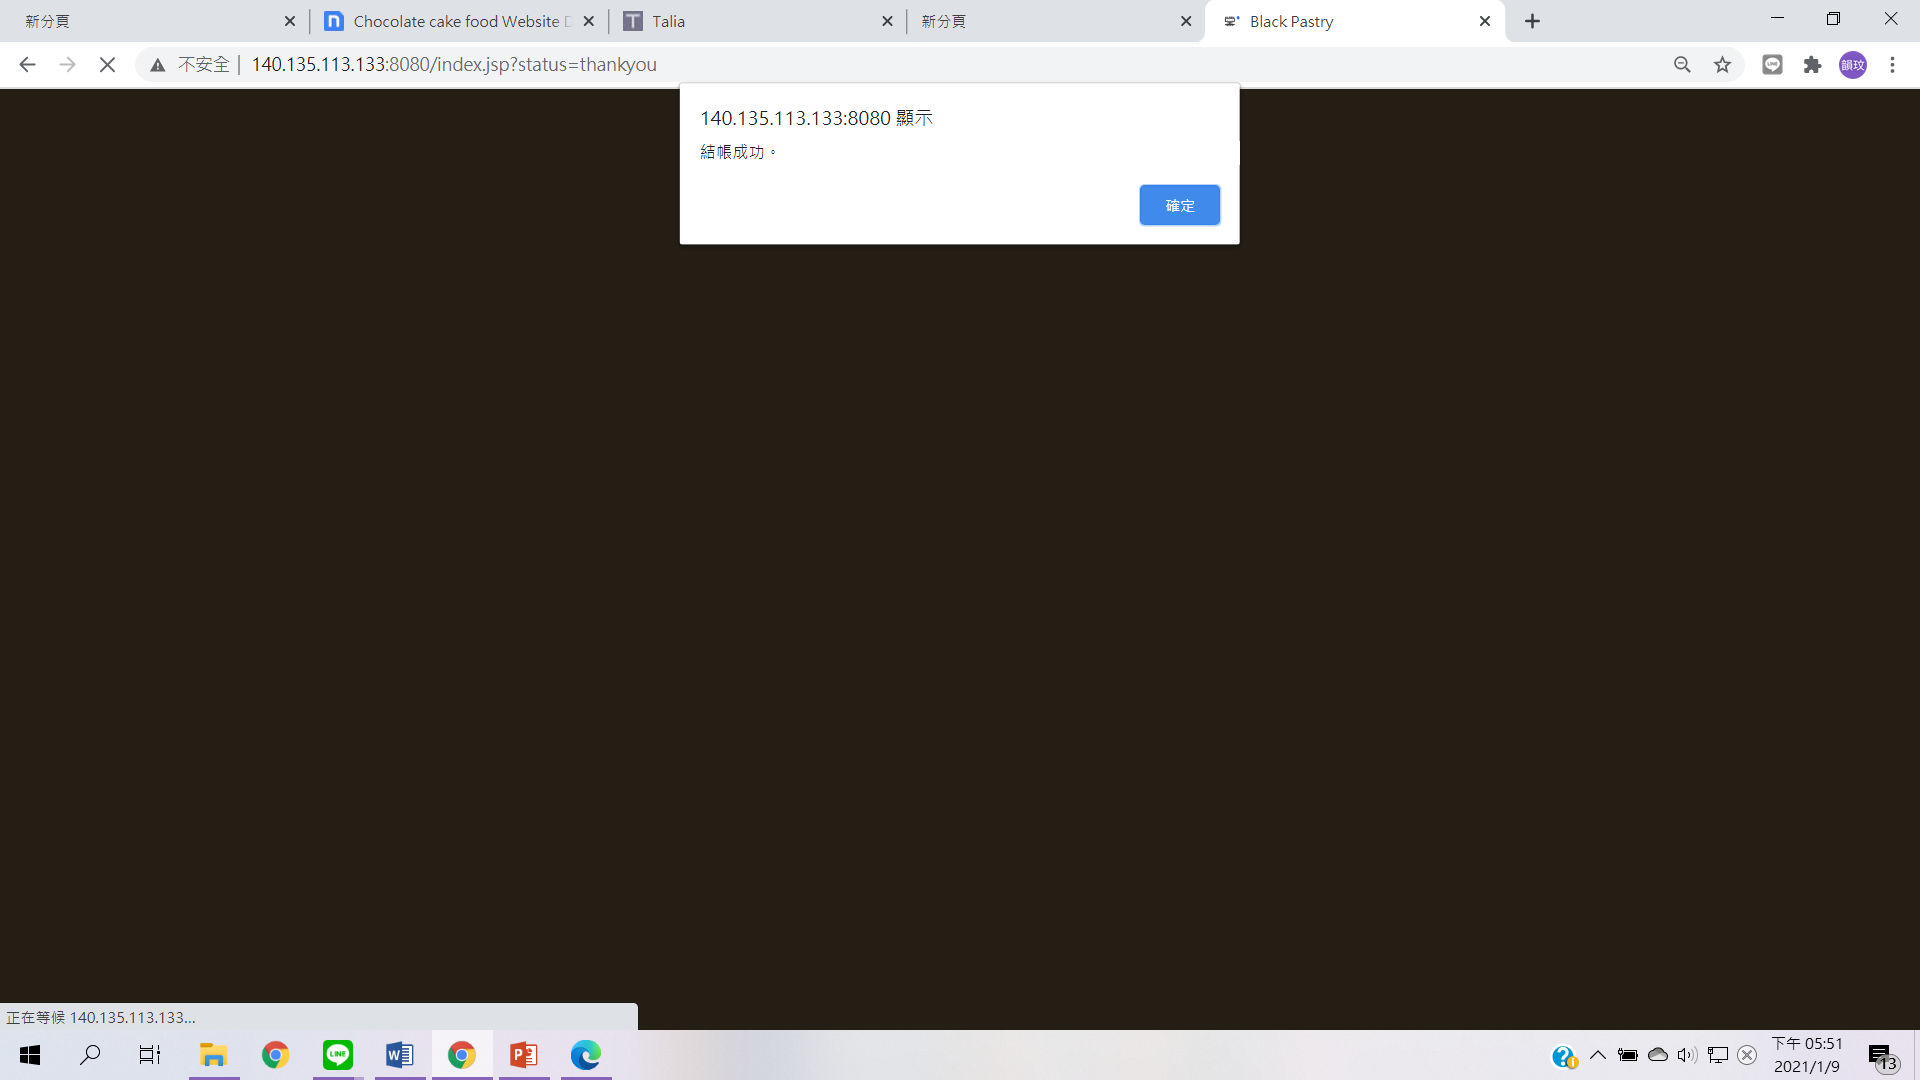 新分頁
Chocolate cake food Website D
Talia
新分頁
Black Pastry
不安全 140.135.113.133:8080/index.jsp?status=thankyou
韻玟
140.135.113.133:8080 顯示
結帳成功。
確定
正在等候 140.135.113.133...
下午 05:51
2021/1/9
13